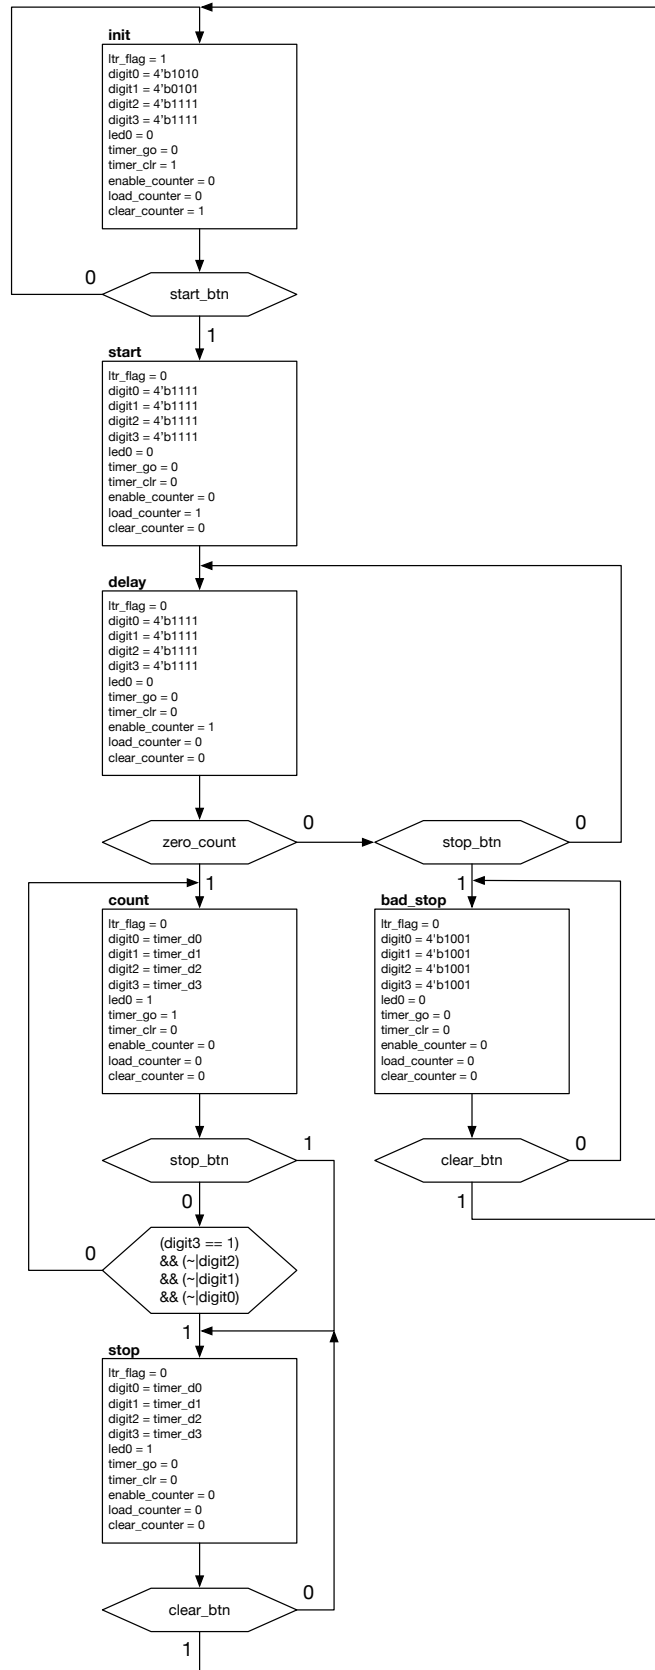 init
ltr_flag = 1
digit0 = 4'b1010
digit1 = 4'b0101
digit2 = 4'b1111
digit3 = 4'b1111
led0 = 0
timer_go = 0
timer_clr = 1
enable_counter = 0
load_counter = 0
clear_counter = 1
0
start_btn
1
start
ltr_flag = 0
digit0 = 4'b1111
digit1 = 4'b1111
digit2 = 4'b1111
digit3 = 4'b1111
led0 = 0
timer_go = 0
timer_clr = 0
enable_counter = 0
load_counter = 1
clear_counter = 0
delay
ltr_flag = 0
digit0 = 4'b1111
digit1 = 4'b1111
digit2 = 4'b1111
digit3 = 4'b1111
led0 = 0
timer_go = 0
timer_clr = 0
enable_counter = 1
load_counter = 0
clear_counter = 0
zero_count
0
stop_btn
0
1
1
count
ltr_flag = 0
digit0 = timer_d0
digit1 = timer_d1
digit2 = timer_d2
digit3 = timer_d3
led0 = 1
timer_go = 1
timer_clr = 0
enable_counter = 0
load_counter = 0
clear_counter = 0
bad_stop
ltr_flag = 0
digit0 = 4'b1001
digit1 = 4'b1001
digit2 = 4'b1001
digit3 = 4'b1001
led0 = 0
timer_go = 0
timer_clr = 0
enable_counter = 0
load_counter = 0
clear_counter = 0
stop_btn
1
clear_btn
0
0
1
0
(digit3 == 1)
&& (~|digit2)
&& (~|digit1)
&& (~|digit0)
1
stop
ltr_flag = 0
digit0 = timer_d0
digit1 = timer_d1
digit2 = timer_d2
digit3 = timer_d3
led0 = 1
timer_go = 0
timer_clr = 0
enable_counter = 0
load_counter = 0
clear_counter = 0
clear_btn
0
1